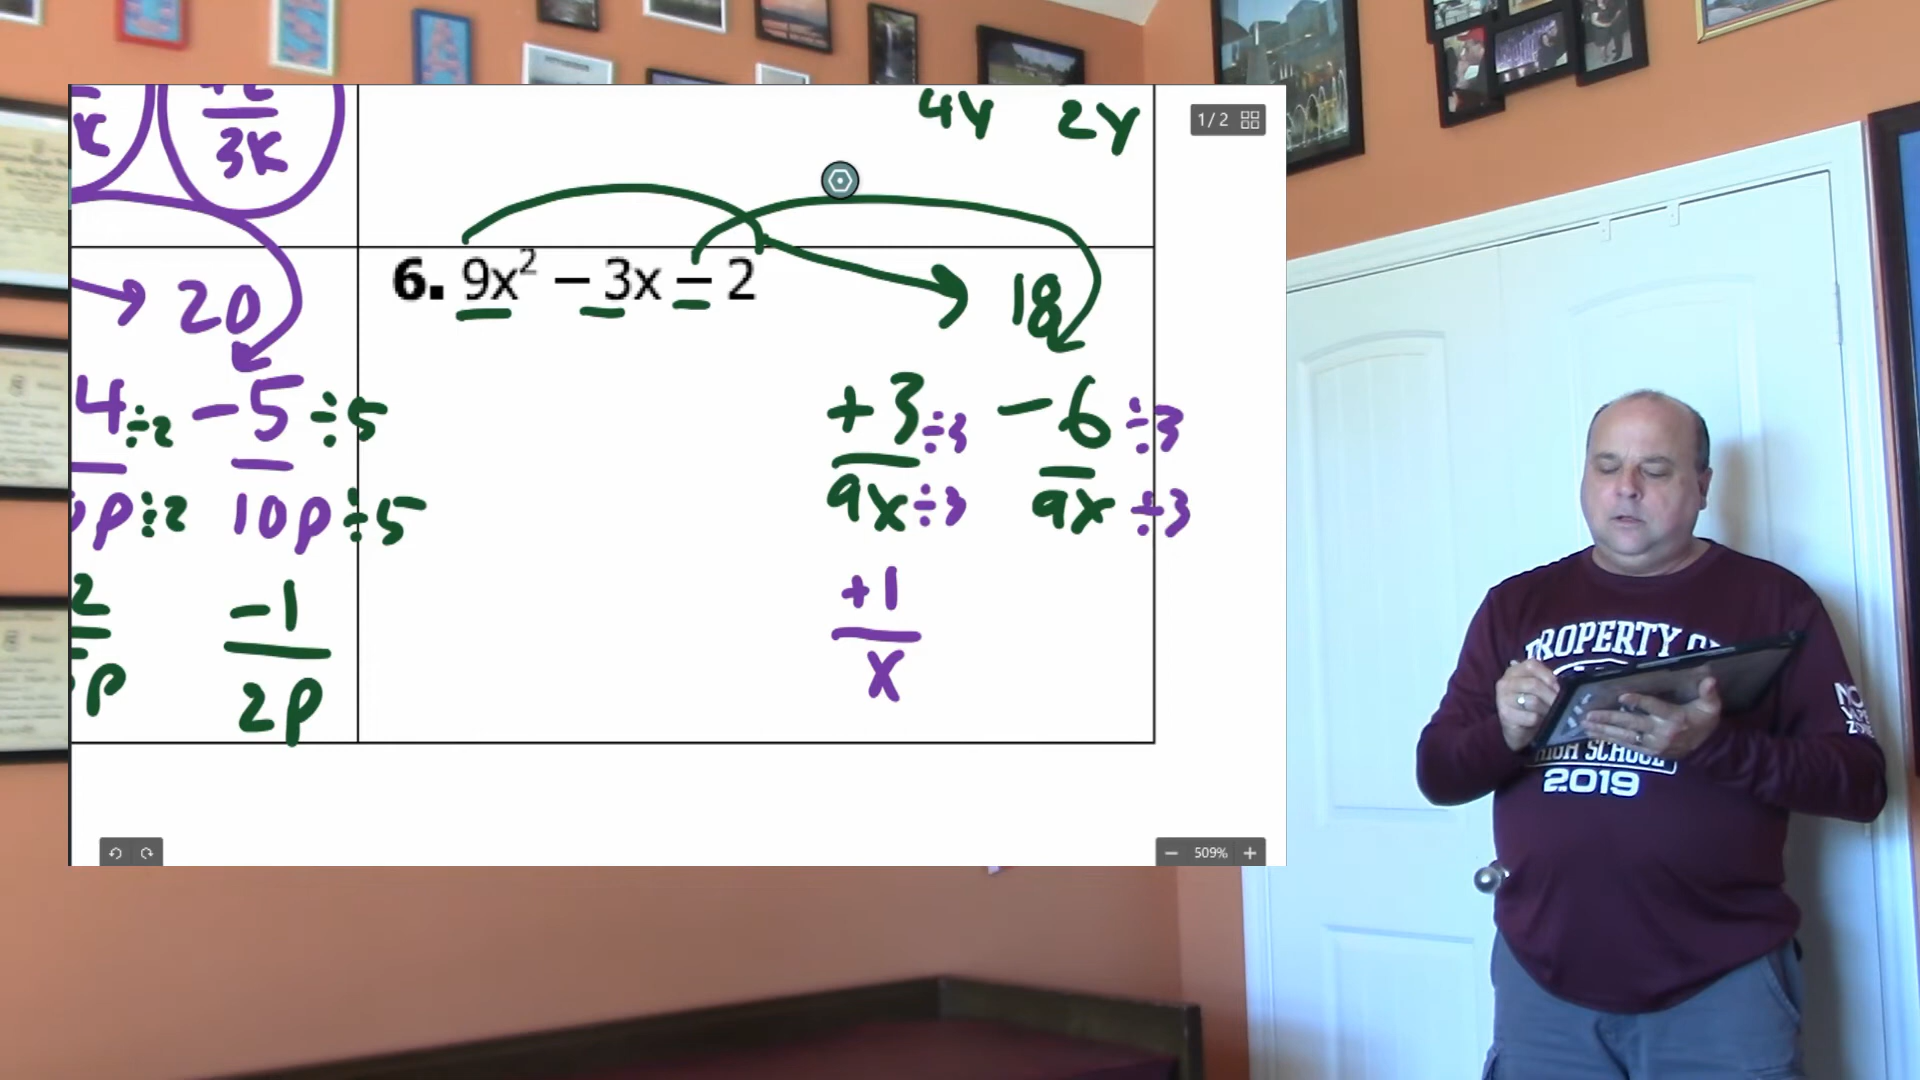 3K
4y 2y
1 / 2
6. 9x² − 3x − 2
20
18
4÷2 −5÷5
+3÷3 −6÷3
p÷2 10p÷5
9x÷3 9x÷3
2 −1
p 2p
+1
x
509%
PROPERTY
HIGH SCHOOL
2019